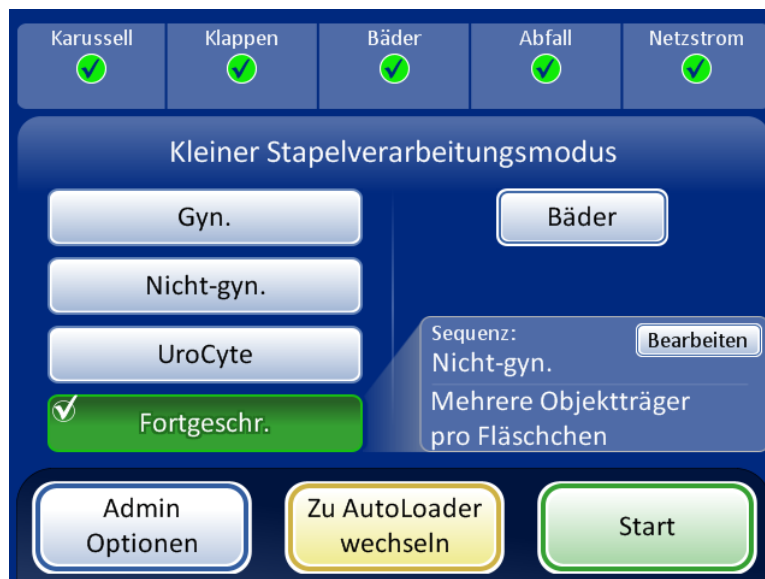 Karussell
Klappen
Bäder
Abfall
Netzstrom
Kleiner Stapelverarbeitungsmodus
Gyn.
Bäder
Nicht-gyn.
UroCyte
Fortgeschr.
Sequenz:
Bearbeiten
Nicht-gyn.
Mehrere Objektträger
pro Fläschchen
Admin
Optionen
Zu AutoLoader
wechseln
Start